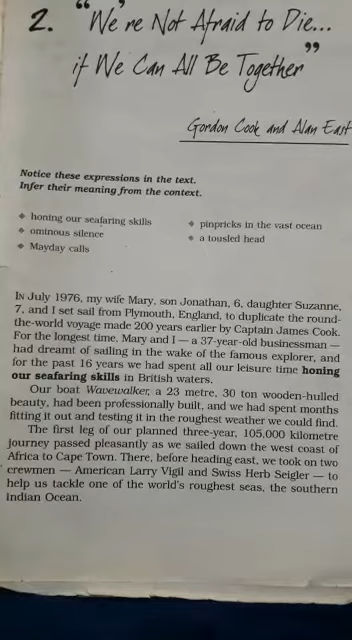 2. "We're Not Afraid to Die...
if We Can All Be Together"
Gordon Cook and Alan East
Notice these expressions in the text.
Infer their meaning from the context.
❖ honing our seafaring skills
❖ ominous silence
❖ Mayday calls
❖ pinpricks in the vast ocean
❖ a tousled head
IN July 1976, my wife Mary, son Jonathan, 6, daughter Suzanne,
7, and I set sail from Plymouth, England, to duplicate the round-
the-world voyage made 200 years earlier by Captain James Cook.
For the longest time, Mary and I — a 37-year-old businessman —
had dreamt of sailing in the wake of the famous explorer, and
for the past 16 years we had spent all our leisure time honing
our seafaring skills in British waters.
Our boat Wavewalker, a 23 metre, 30 ton wooden-hulled
beauty, had been professionally built, and we had spent months
fitting it out and testing it in the roughest weather we could find.
The first leg of our planned three-year, 105,000 kilometre
journey passed pleasantly as we sailed down the west coast of
Africa to Cape Town. There, before heading east, we took on two
crewmen — American Larry Vigil and Swiss Herb Seigler — to
help us tackle one of the world's roughest seas, the southern
Indian Ocean.